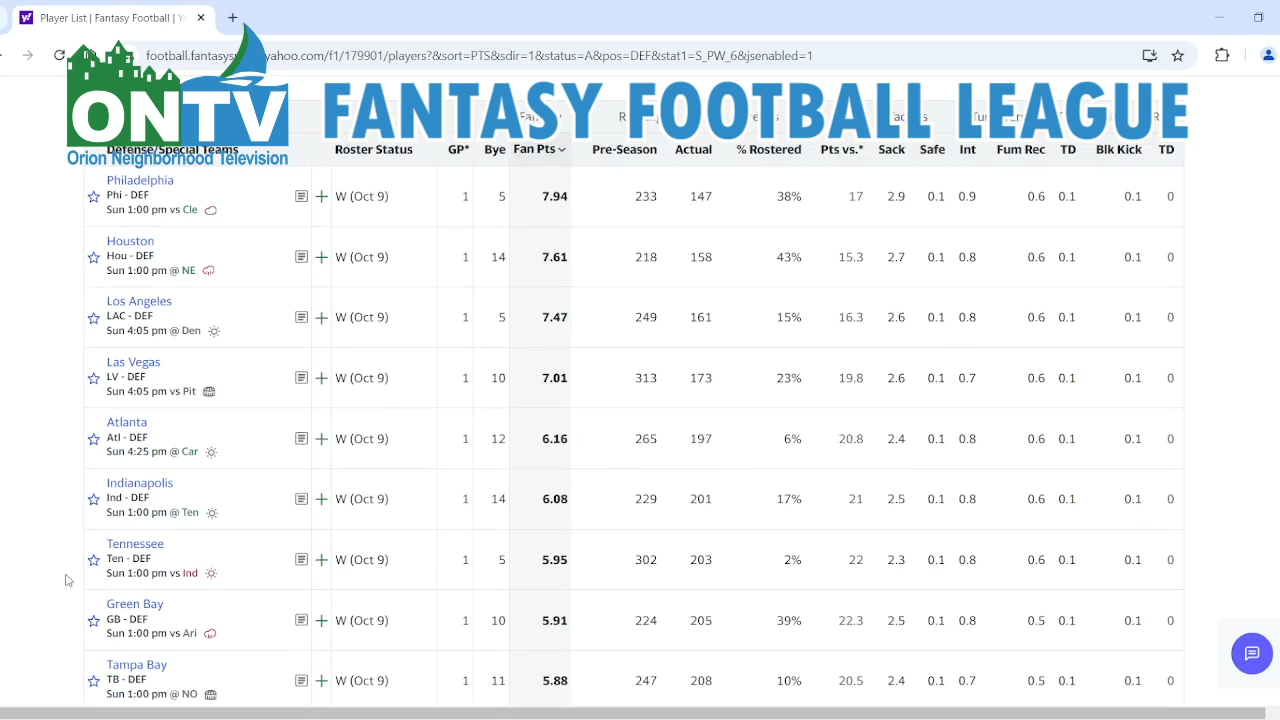 Player List | Fantasy Football | Y
football.fantasys yahoo.com/f1/179901/players?&sort=PTS&sdir 1&status=A&pos=DEF&stat1=S_PW_6&jsenabled=1
ONTV
Orion Neighborhood Television
FANTASY FOOTBALL LEAGUE
Defense/Special Teams Roster Status GP* Bye Fan Pts Pre-Season Actual % Rostered Pts vs.* Sack Safe Int Fum Rec TD Blk Kick TD
Philadelphia
Phi - DEF W (Oct 9) 1 5 7.94 233 147 38% 17 2.9 0.1 0.9 0.6 0.1 0.1 0
Sun 1:00 pm vs Cle
Houston
Hou - DEF W (Oct 9) 1 14 7.61 218 158 43% 15.3 2.7 0.1 0.8 0.6 0.1 0.1 0
Sun 1:00 pm @ NE
Los Angeles
LAC - DEF W (Oct 9) 1 5 7.47 249 161 15% 16.3 2.6 0.1 0.8 0.6 0.1 0.1 0
Sun 4:05 pm @ Den
Las Vegas
LV - DEF W (Oct 9) 1 10 7.01 313 173 23% 19.8 2.6 0.1 0.7 0.6 0.1 0.1 0
Sun 4:05 pm vs Pit
Atlanta
Atl - DEF W (Oct 9) 1 12 6.16 265 197 6% 20.8 2.4 0.1 0.8 0.6 0.1 0.1 0
Sun 4:25 pm @ Car
Indianapolis
Ind - DEF W (Oct 9) 1 14 6.08 229 201 17% 21 2.5 0.1 0.8 0.6 0.1 0.1 0
Sun 1:00 pm @ Ten
Tennessee
Ten - DEF W (Oct 9) 1 5 5.95 302 203 2% 22 2.3 0.1 0.8 0.6 0.1 0.1 0
Sun 1:00 pm vs Ind
Green Bay
GB - DEF W (Oct 9) 1 10 5.91 224 205 39% 22.3 2.5 0.1 0.8 0.5 0.1 0.1 0
Sun 1:00 pm vs Ari
Tampa Bay
TB - DEF W (Oct 9) 1 11 5.88 247 208 10% 20.5 2.4 0.1 0.7 0.5 0.1 0.1 0
Sun 1:00 pm @ NO